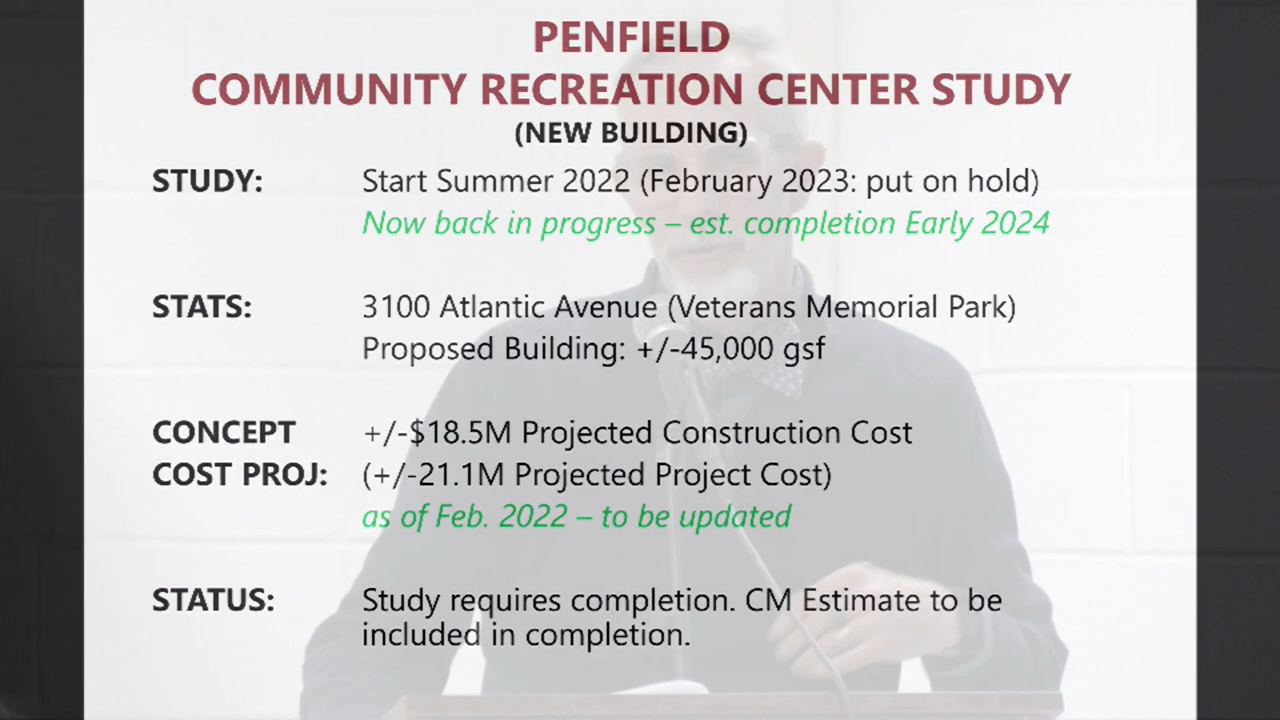 PENFIELD
COMMUNITY RECREATION CENTER STUDY
(NEW BUILDING)
STUDY: Start Summer 2022 (February 2023: put on hold)
Now back in progress – est. completion Early 2024
STATS: 3100 Atlantic Avenue (Veterans Memorial Park)
Proposed Building: +/-45,000 gsf
CONCEPT +/-$18.5M Projected Construction Cost
COST PROJ: (+/-21.1M Projected Project Cost)
as of Feb. 2022 – to be updated
STATUS: Study requires completion. CM Estimate to be
included in completion.